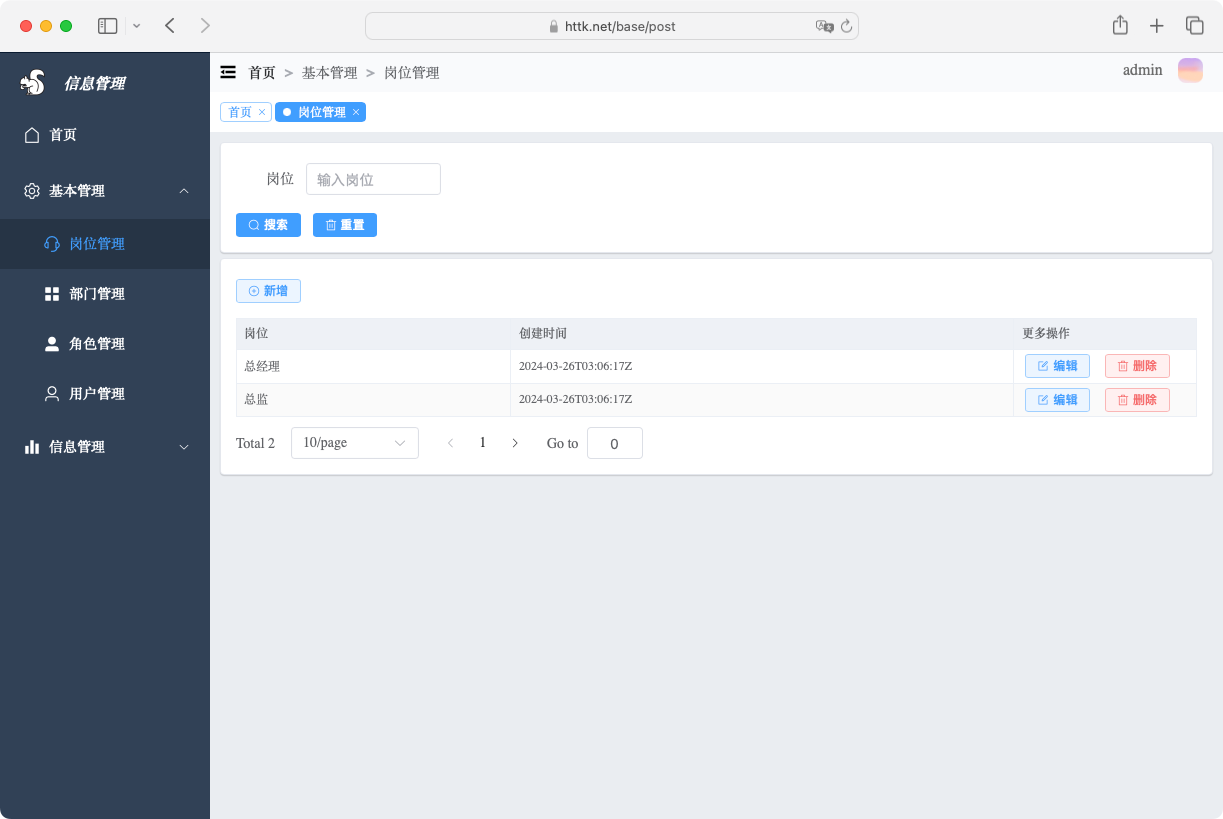 httk.net/base/post
信息管理
首页
基本管理
岗位管理
部门管理
角色管理
用户管理
信息管理
首页 > 基本管理 > 岗位管理
admin
首页 × 岗位管理 ×
岗位 输入岗位
搜索 重置
新增
岗位 创建时间 更多操作
总经理 2024-03-26T03:06:17Z 编辑 删除
总监 2024-03-26T03:06:17Z 编辑 删除
Total 2 10/page < 1 > Go to 0